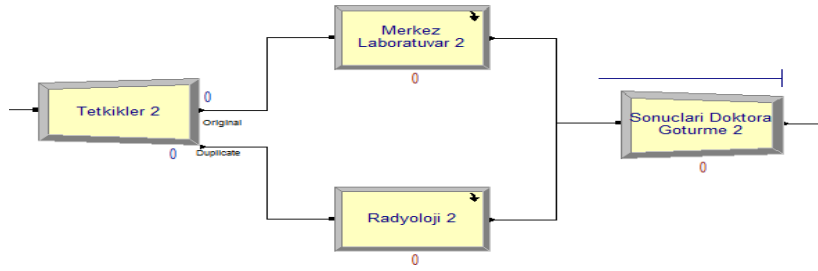 Merkez
Laboratuvar 2
0
Tetkikler 2
0
Original
0
Duplicate
Sonuclari Doktora
Goturme 2
0
Radyoloji 2
0